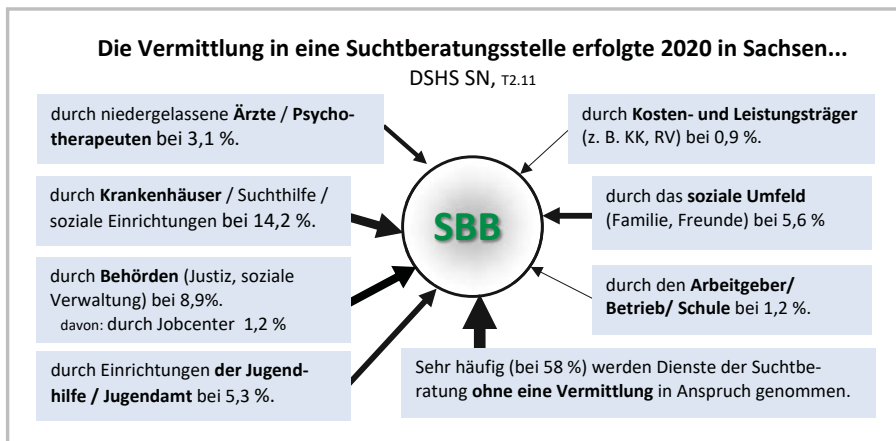 Die Vermittlung in eine Suchtberatungsstelle erfolgte 2020 in Sachsen...
DSHS SN, T2.11
durch niedergelassene Ärzte / Psycho-
therapeuten bei 3,1 %.
durch Krankenhäuser / Suchthilfe /
soziale Einrichtungen bei 14,2 %.
durch Behörden (Justiz, soziale
Verwaltung) bei 8,9%.
davon: durch Jobcenter 1,2 %
durch Einrichtungen der Jugend-
hilfe / Jugendamt bei 5,3 %.
SBB
durch Kosten- und Leistungsträger
(z. B. KK, RV) bei 0,9 %.
durch das soziale Umfeld
(Familie, Freunde) bei 5,6 %
durch den Arbeitgeber/
Betrieb/ Schule bei 1,2 %.
Sehr häufig (bei 58 %) werden Dienste der Suchtbe-
ratung ohne eine Vermittlung in Anspruch genommen.